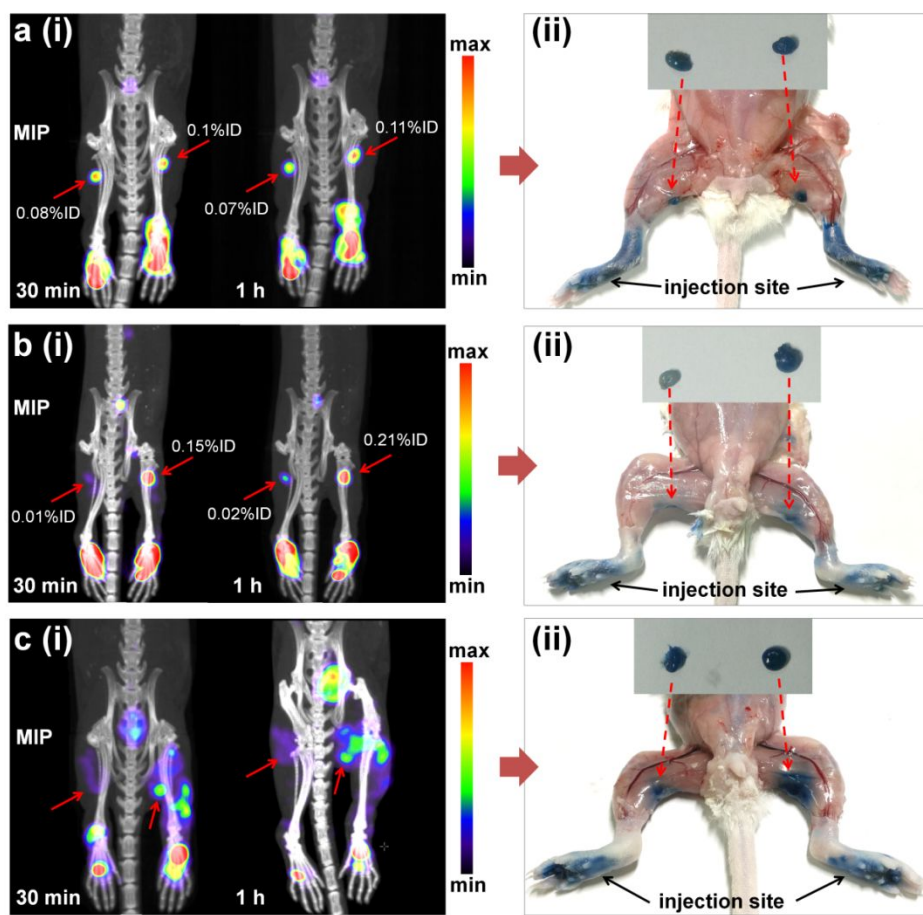 a (i)
MIP
0.1%ID
0.08%ID
30 min
0.11%ID
0.07%ID
1 h
max
min
(ii)
injection site
b (i)
MIP
0.15%ID
0.01%ID
30 min
0.21%ID
0.02%ID
1 h
max
min
(ii)
injection site
c (i)
MIP
30 min
1 h
max
min
(ii)
injection site